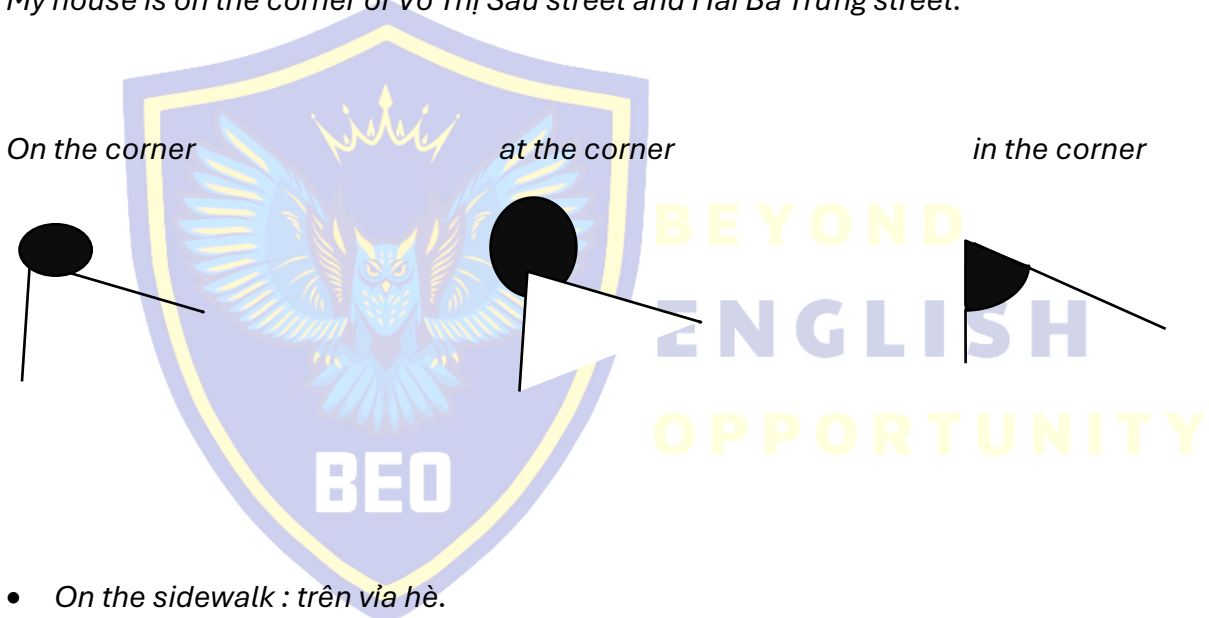 My house is on the corner of Võ Thị Sáu street and Hai Bà Trưng street.
On the corner at the corner in the corner
BEYOND
ENGLISH
OPPORTUNITY
BEO
• On the sidewalk : trên vỉa hè.